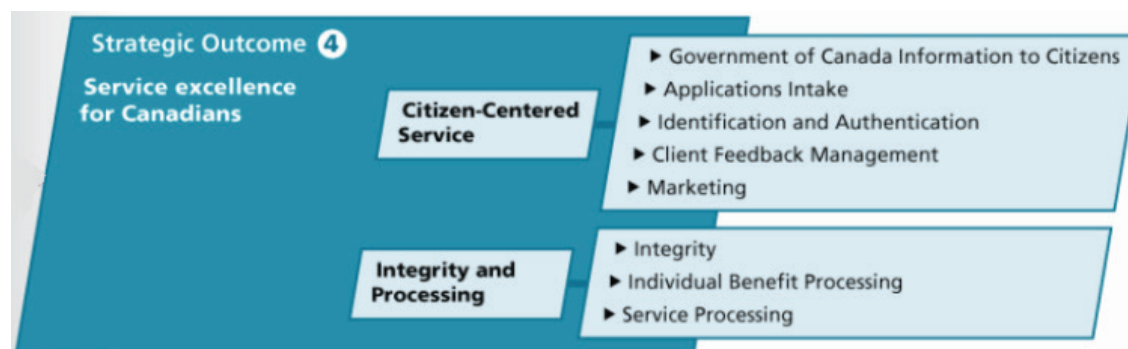 Strategic Outcome 4
Service excellence
for Canadians
Citizen-Centered
Service
▶ Government of Canada Information to Citizens
▶ Applications Intake
▶ Identification and Authentication
▶ Client Feedback Management
▶ Marketing
Integrity and
Processing
▶ Integrity
▶ Individual Benefit Processing
▶ Service Processing